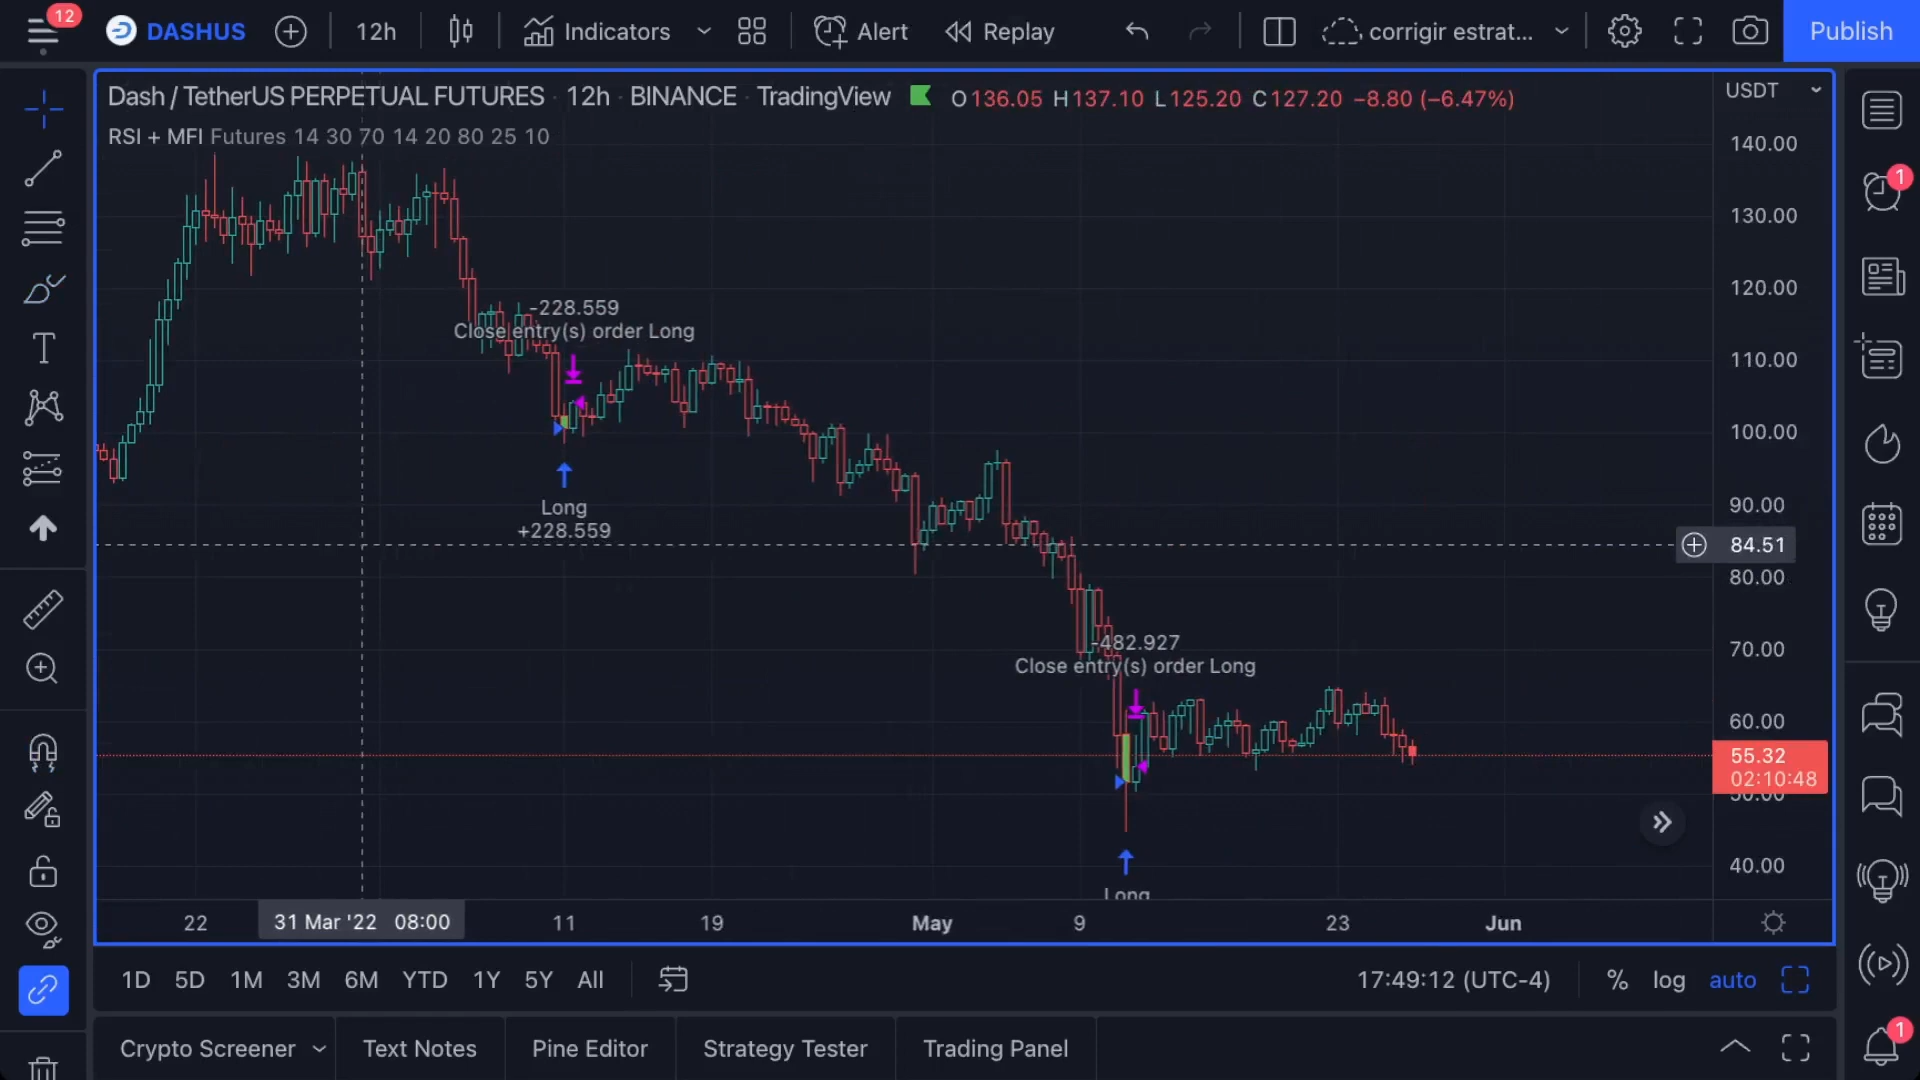 12
DASHUS
12h
Indicators
Alert
Replay
corrigir estrat...
Publish
Dash / TetherUS PERPETUAL FUTURES · 12h · BINANCE · TradingView
O136.05 H137.10 L125.20 C127.20 −8.80 (−6.47%)
USDT
RSI + MFI Futures 14 30 70 14 20 80 25 10
140.00
1
130.00
120.00
-228.559
Close entry(s) order Long
110.00
100.00
Long
+228.559
90.00
84.51
80.00
-482.927
Close entry(s) order Long
70.00
60.00
55.32
02:10:48
50.00
40.00
Long
22
31 Mar '22 08:00
11
19
May
9
23
Jun
1D 5D 1M 3M 6M YTD 1Y 5Y All
17:49:12 (UTC-4)
% log auto
Crypto Screener
Text Notes
Pine Editor
Strategy Tester
Trading Panel
1